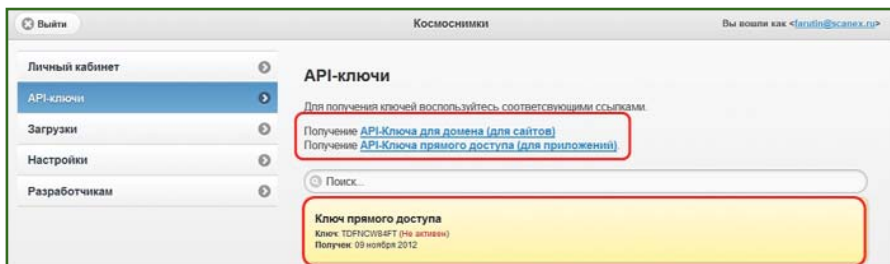 Выйти
Космоснимки
Вы вошли как <farutin@scanex.ru>
Личный кабинет
API-ключи
Загрузки
Настройки
Разработчикам
API-ключи
Для получения ключей воспользуйтесь соответсвующими ссылками.
Получение API-Ключа для домена (для сайтов)
Получение API-Ключа прямого доступа (для приложений).
Поиск...
Ключ прямого доступа
Ключ: TDFNCW84FT (Не активен)
Получен: 09 ноября 2012